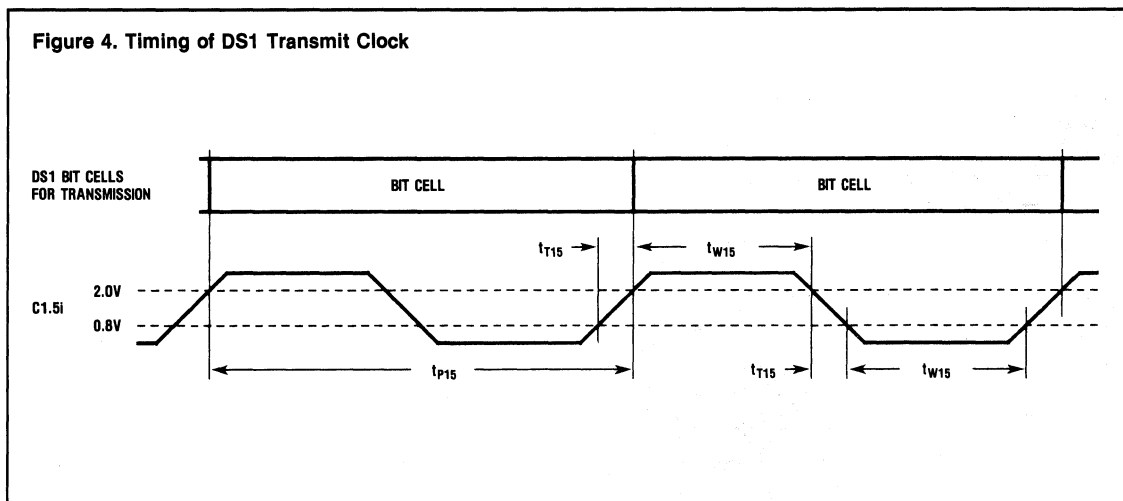 Figure 4. Timing of DS1 Transmit Clock
DS1 BIT CELLS
FOR TRANSMISSION
BIT CELL
BIT CELL
tT15
tW15
C1.5i
2.0V
0.8V
tP15
tT15
tW15